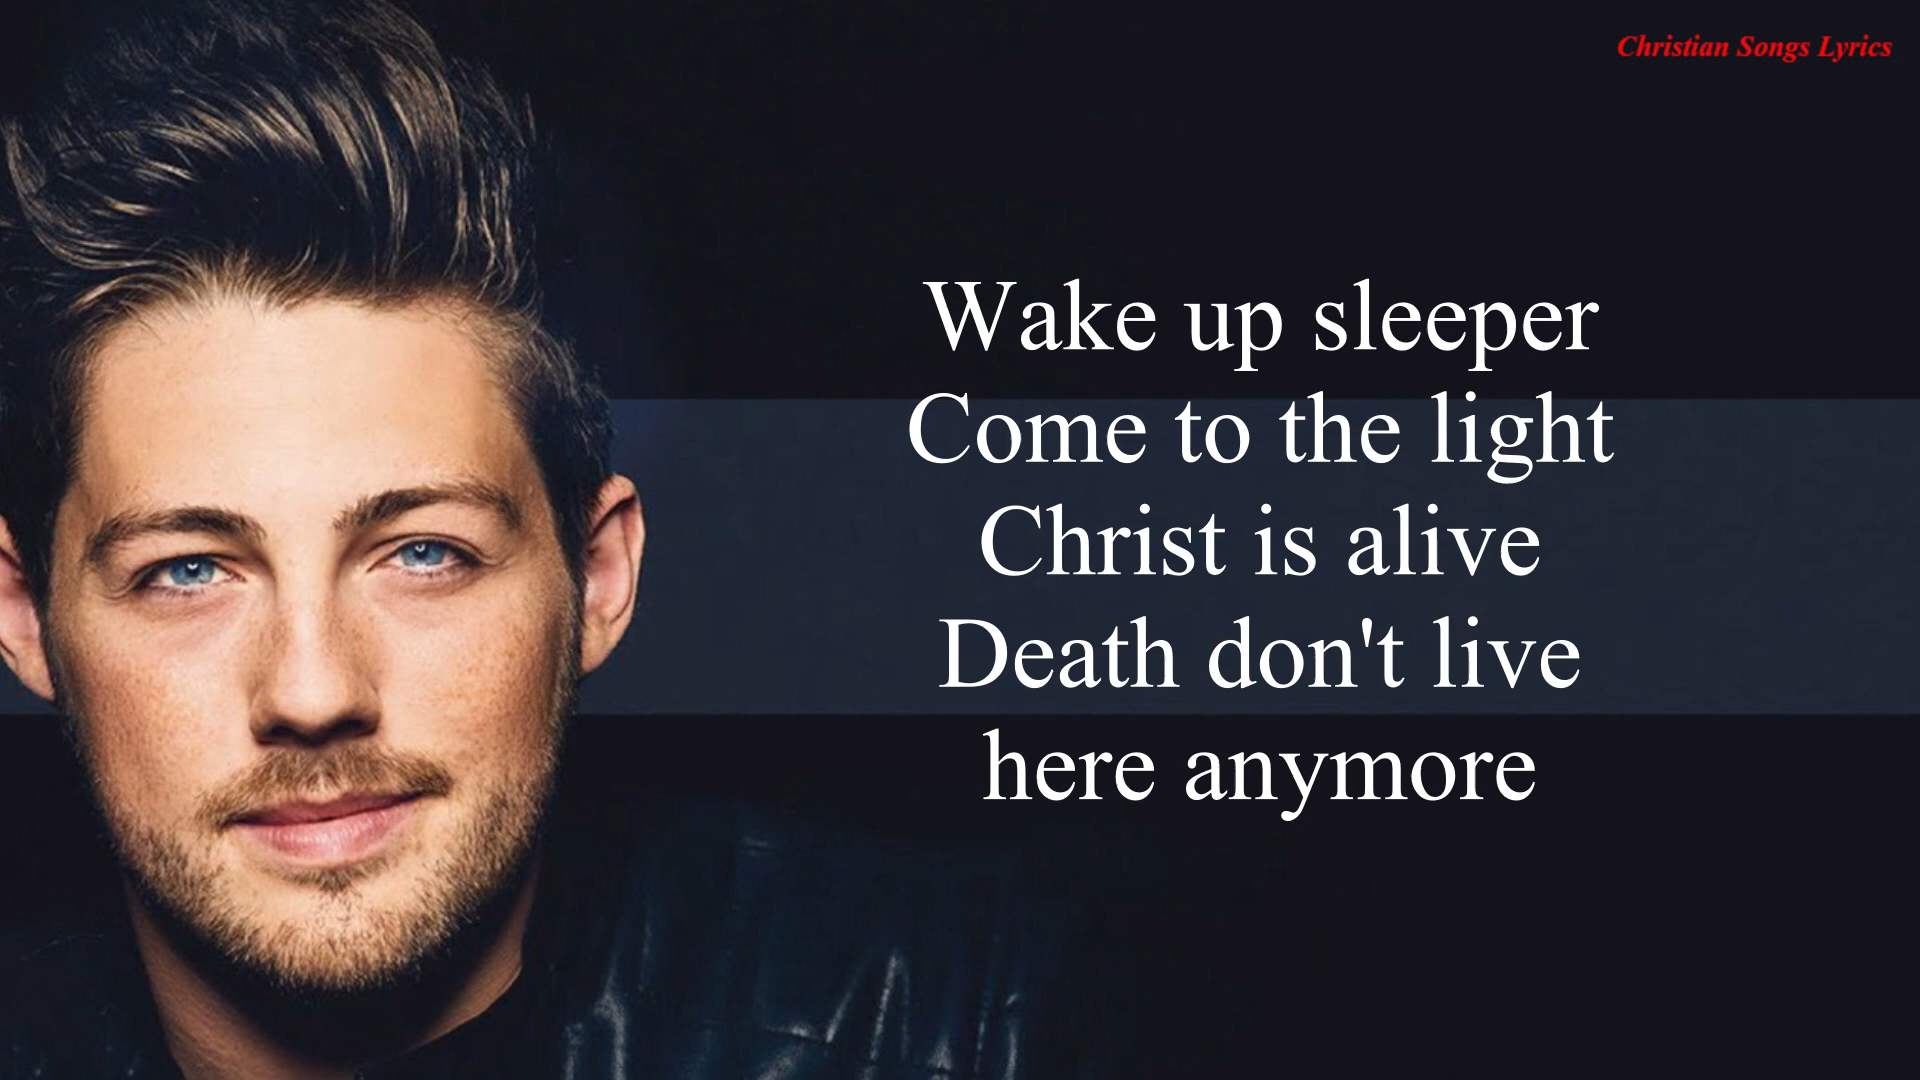 Christian Songs Lyrics
Wake up sleeper
Come to the light
Christ is alive
Death don't live
here anymore